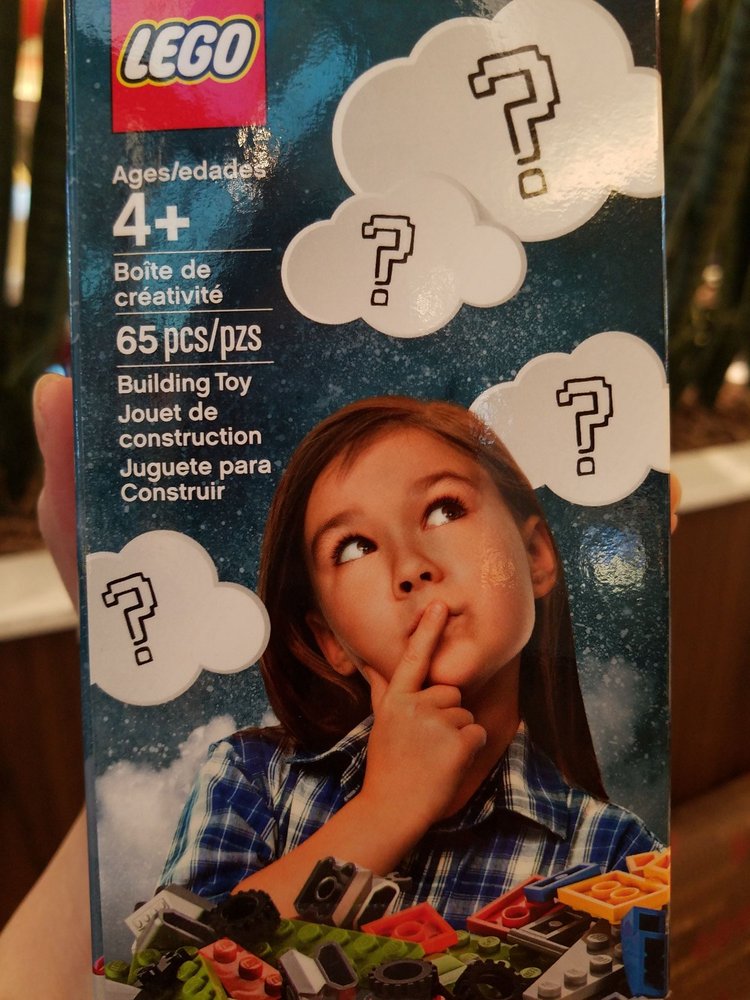 LEGO
Ages/edades
4+
Boîte de
créativité
65 pcs/pzs
Building Toy
Jouet de
construction
Juguete para
Construir
?
?
?
?